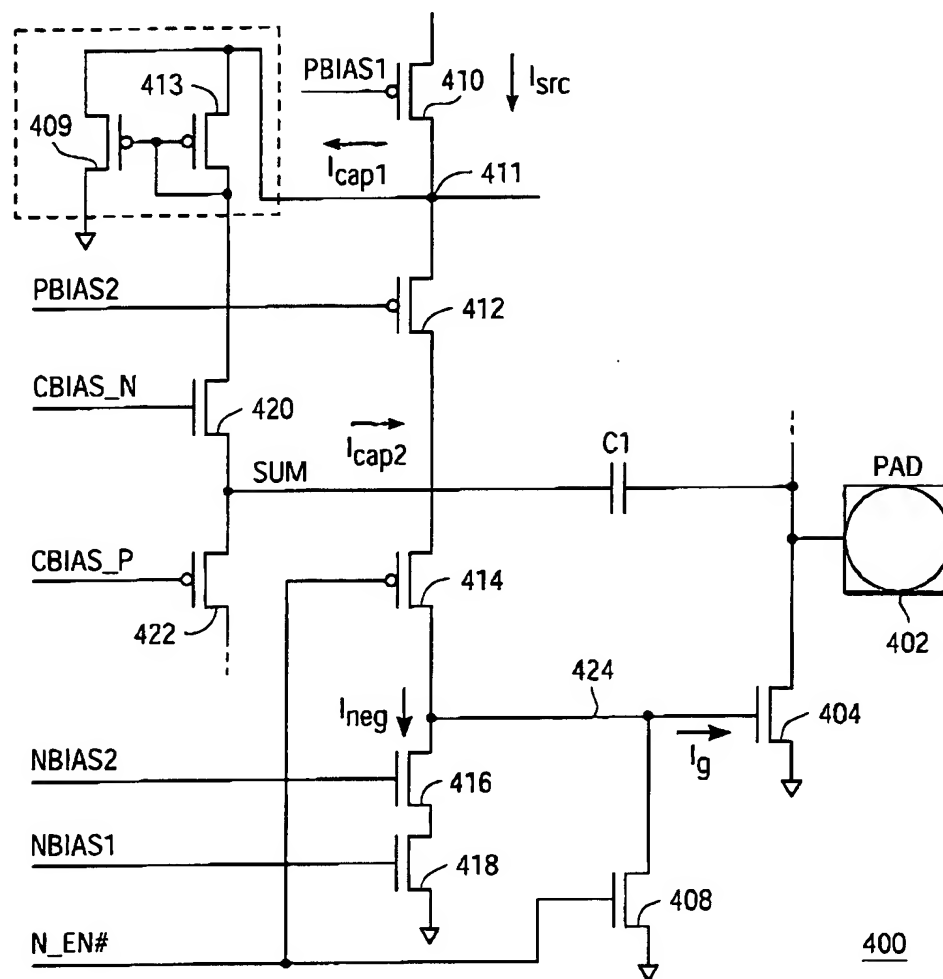 PBIAS1
410
Isrc
413
409
Icap1
411
PBIAS2
412
CBIAS_N
420
Icap2
C1
PAD
SUM
CBIAS_P
414
422
402
Ineg
424
404
Ig
NBIAS2
416
NBIAS1
418
408
N_EN#
400